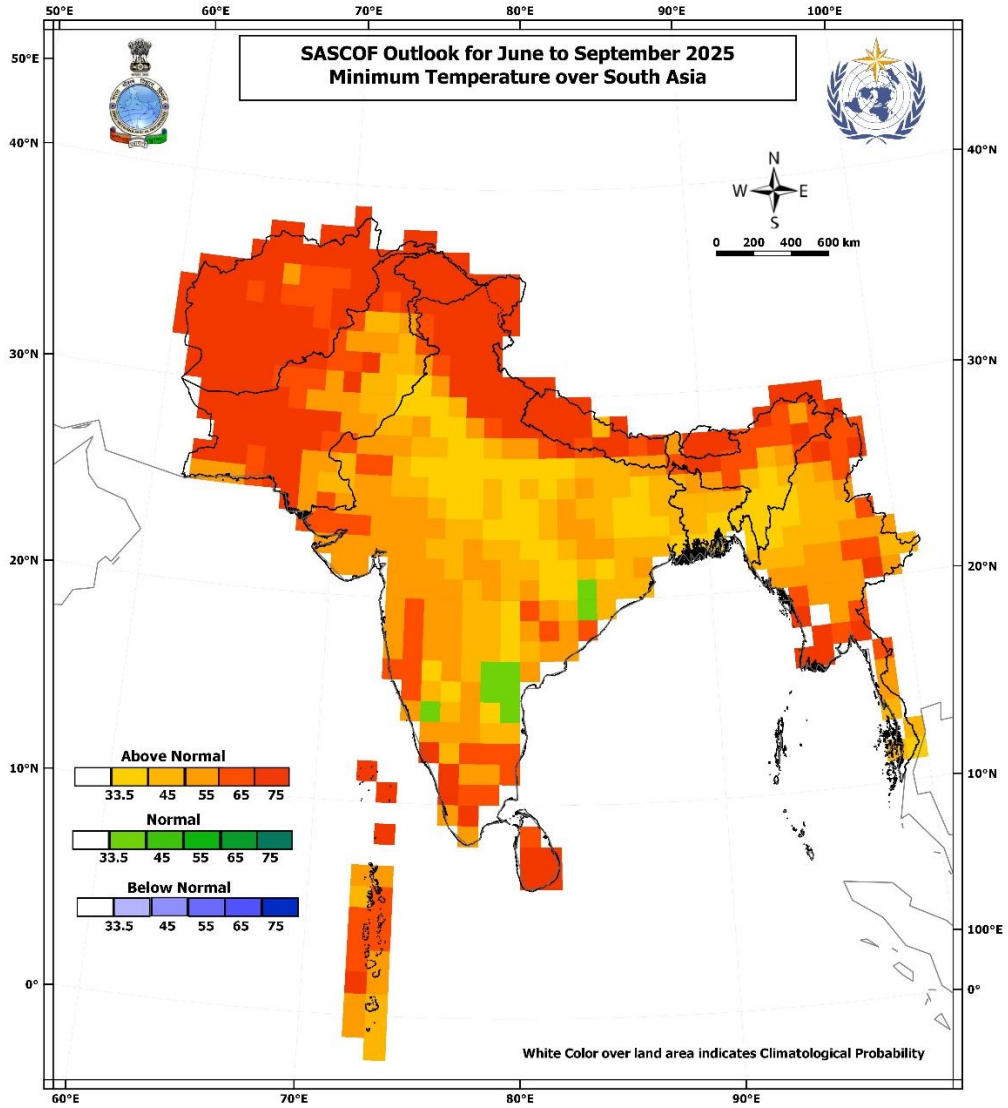 50°E 60°E 70°E 80°E 90°E 100°E
SASCOF Outlook for June to September 2025
Minimum Temperature over South Asia
50°N
40°N 40°N
N
W E
S
0 200 400 600 km
30°N 30°N
20°N 20°N
10°N 10°N
Above Normal
33.5 45 55 65 75
Normal
33.5 45 55 65 75
Below Normal
33.5 45 55 65 75
100°E
0° 0°
White Color over land area indicates Climatological Probability
60°E 70°E 80°E 90°E